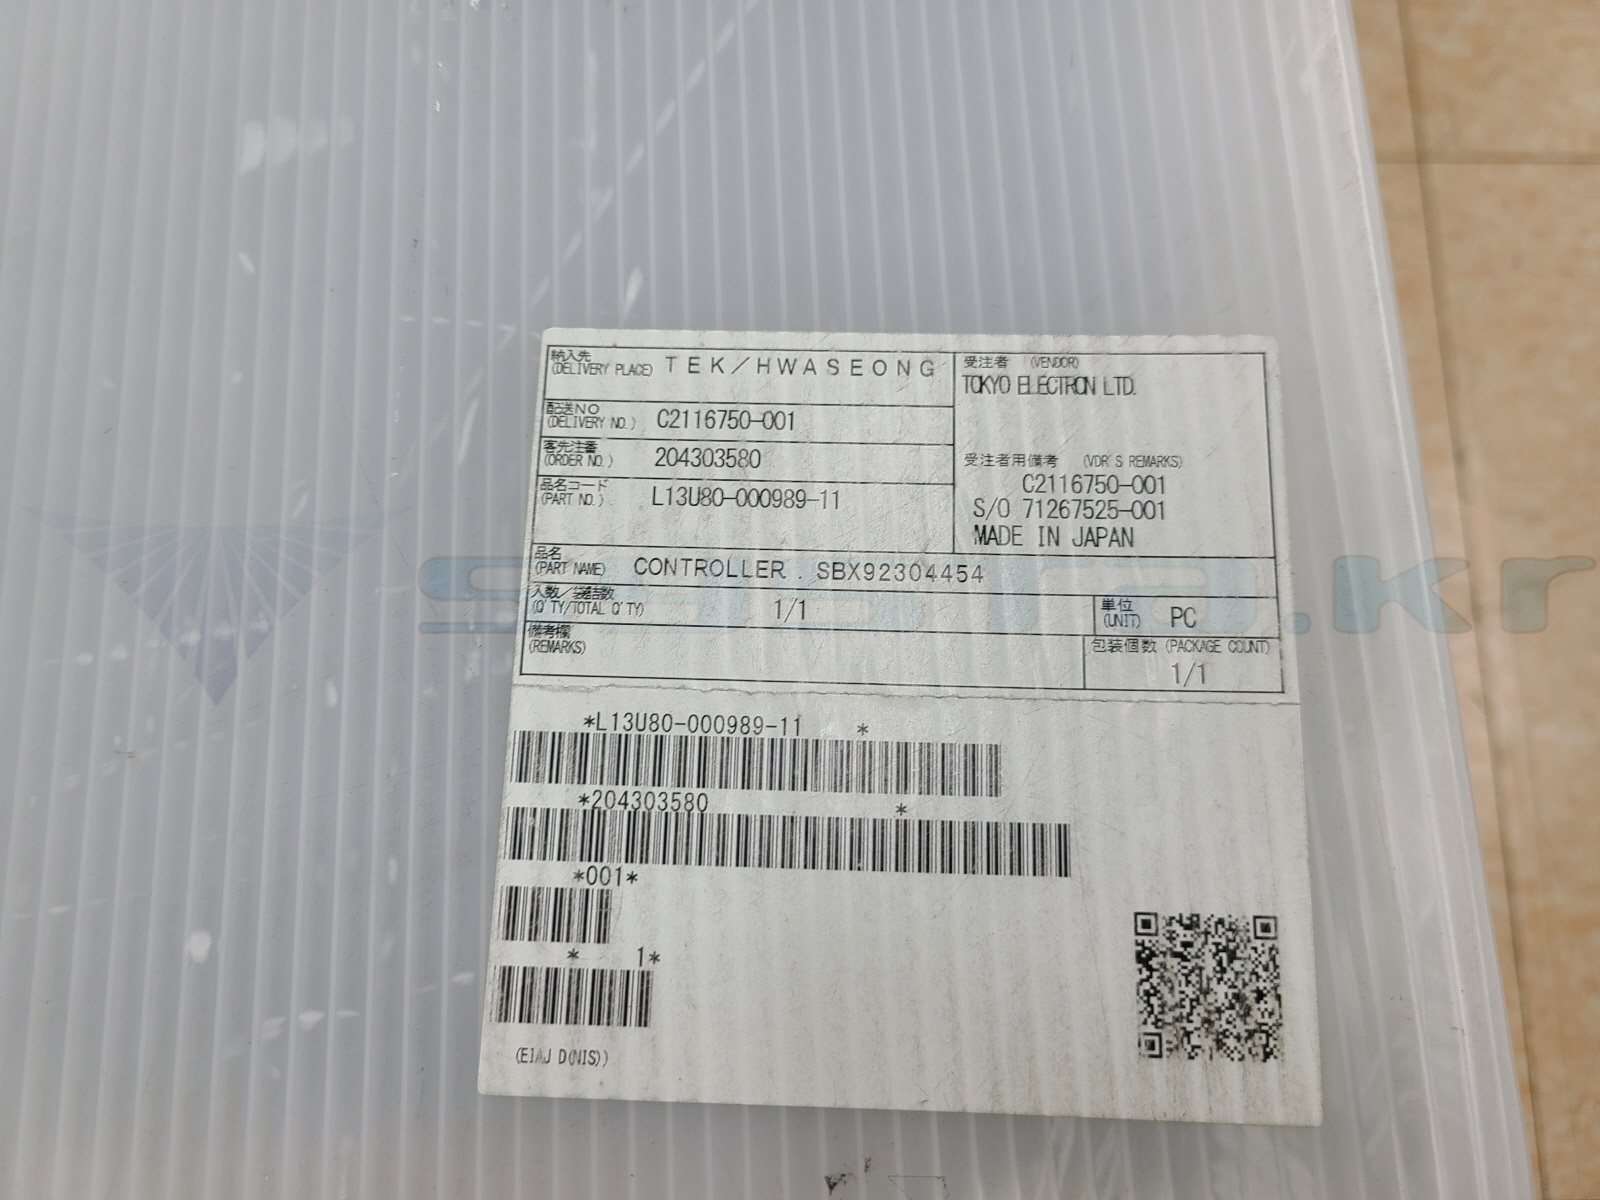 納入先
(DELIVERY PLACE) TEK/HWASEONG
配送NO
(DELIVERY NO.) C2116750-001
客先注番
(ORDER NO.) 204303580
品名コード
(PART NO.) L13U80-000989-11
受注者 (VENDOR)
TOKYO ELECTRON LTD.
受注者用備考 (VDR'S REMARKS)
C2116750-001
S/O 71267525-001
MADE IN JAPAN
品名
(PART NAME) CONTROLLER . SBX92304454
入数/袋詰数
(Q'TY/TOTAL Q'TY) 1/1
単位
(UNIT) PC
備考欄
(REMARKS)
包装個数 (PACKAGE COUNT)
1/1
*L13U80-000989-11 *
*204303580 *
*001*
* 1*
(EIAJ D(NIS))
.kr